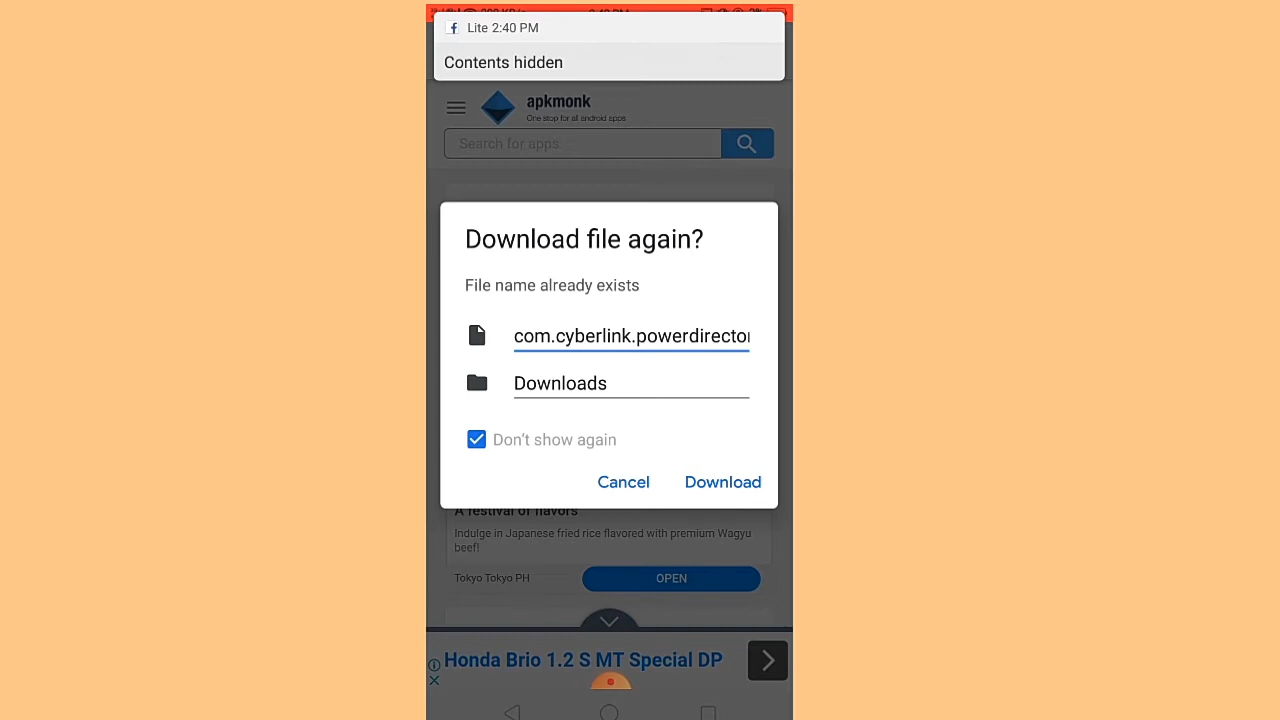 Lite 2:40 PM
Contents hidden
apkmonk
One stop for all android apps
Search for apps...
Download file again?
File name already exists
com.cyberlink.powerdirector
Downloads
Don't show again
Cancel
Download
A festival of flavors
Indulge in Japanese fried rice flavored with premium Wagyu
beef!
Tokyo Tokyo PH
OPEN
Honda Brio 1.2 S MT Special DP